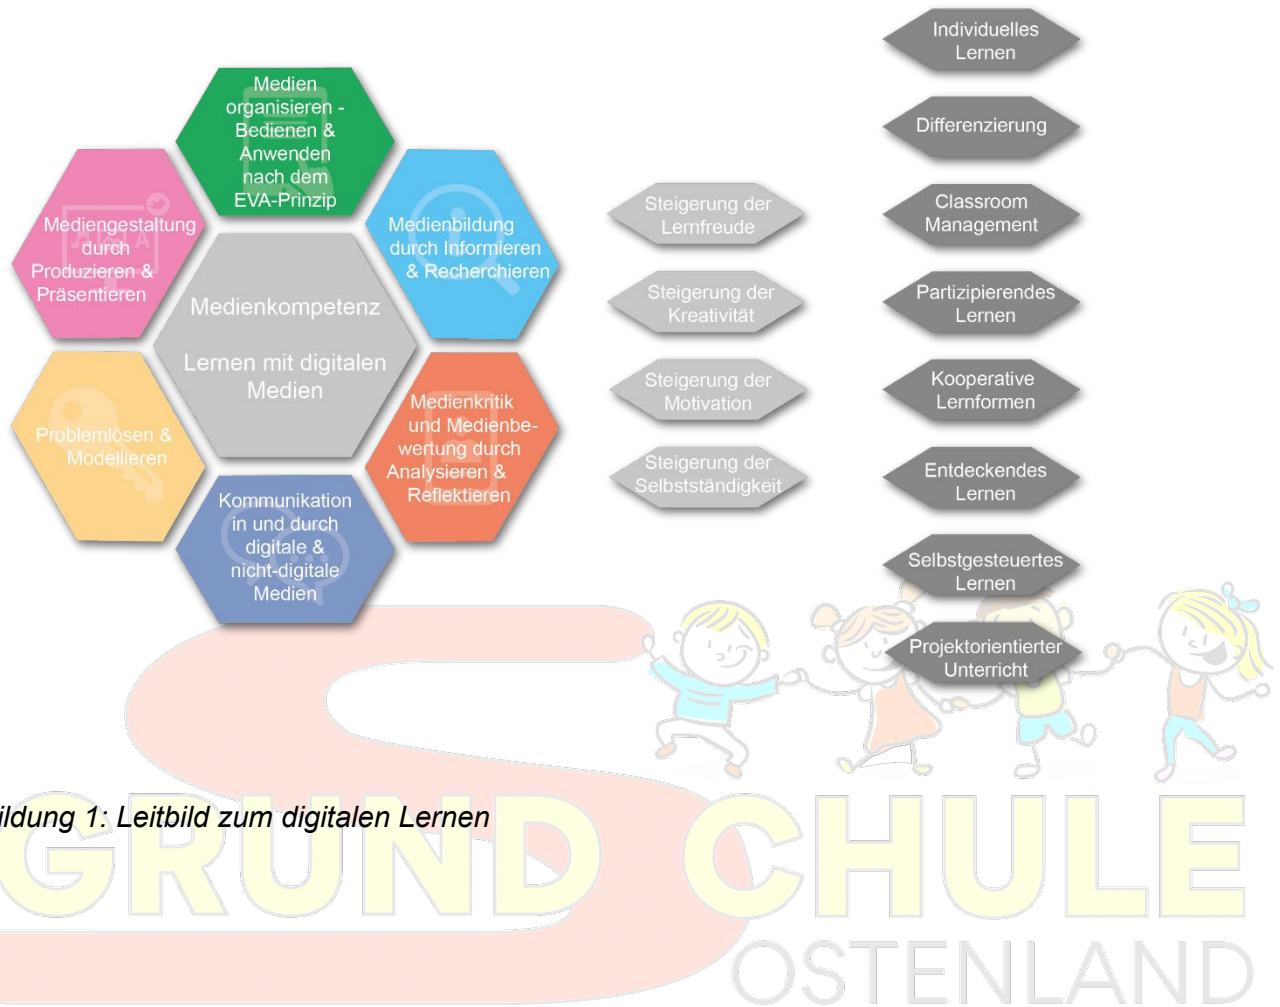 Medien
organisieren -
Bedienen &
Anwenden
nach dem
EVA-Prinzip
Mediengestaltung
durch
Produzieren &
Präsentieren
Medienbildung
durch Informieren
& Recherchieren
Medienkompetenz
Lernen mit digitalen
Medien
Problemlösen &
Modellieren
Medienkritik
und Medienbe-
wertung durch
Analysieren &
Reflektieren
Kommunikation
in und durch
digitale &
nicht-digitale
Medien
Steigerung der
Lernfreude
Steigerung der
Kreativität
Steigerung der
Motivation
Steigerung der
Selbstständigkeit
Individuelles
Lernen
Differenzierung
Classroom
Management
Partizipierendes
Lernen
Kooperative
Lernformen
Entdeckendes
Lernen
Selbstgesteuertes
Lernen
Projektorientierter
Unterricht
ildung 1: Leitbild zum digitalen Lernen
GRUND SCHULE
OSTENLAND